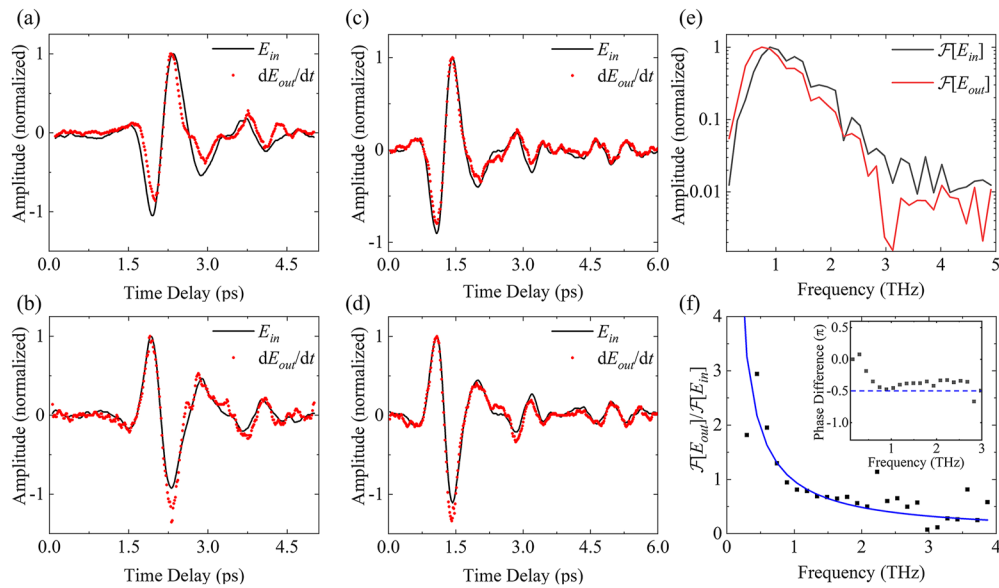 (a)
Amplitude (normalized)
1
0
-1
0.0 1.5 3.0 4.5
Time Delay (ps)
E_in
dE_out/dt
(c)
Amplitude (normalized)
1
0
-1
0.0 1.5 3.0 4.5 6.0
Time Delay (ps)
E_in
dE_out/dt
(e)
Amplitude (normalized)
1
0.1
0.01
0 1 2 3 4 5
Frequency (THz)
ℱ[E_in]
ℱ[E_out]
(b)
Amplitude (normalized)
1
0
-1
0.0 1.5 3.0 4.5
Time Delay (ps)
E_in
dE_out/dt
(d)
Amplitude (normalized)
1
0
-1
0.0 1.5 3.0 4.5 6.0
Time Delay (ps)
E_in
dE_out/dt
(f)
ℱ[E_out]/ℱ[E_in]
4
3
2
1
0
0 1 2 3 4
Frequency (THz)
Phase Difference (π)
0.5
0.0
-0.5
-1.0
1 2 3
Frequency (THz)